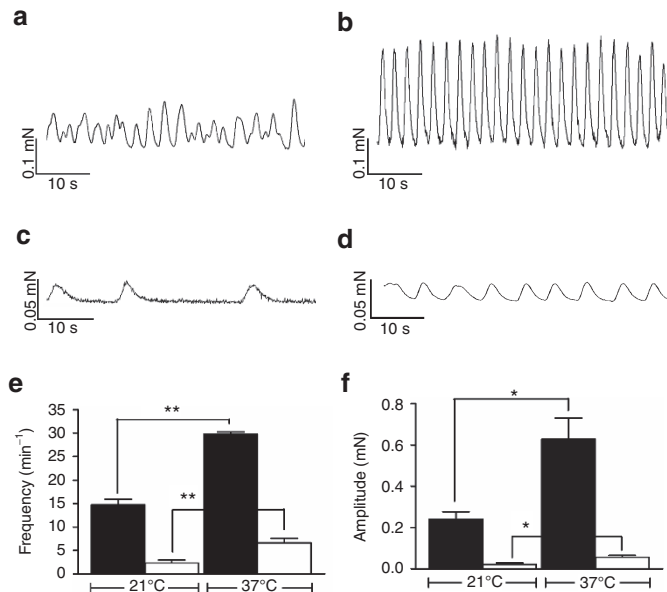 a
0.1 mN
10 s
b
0.1 mN
10 s
c
0.05 mN
10 s
d
0.05 mN
10 s
e
Frequency (min⁻¹)
35
30
25
20
15
10
5
0
**
**
21°C
37°C
f
Amplitude (mN)
0.8
0.6
0.4
0.2
0.0
*
*
21°C
37°C